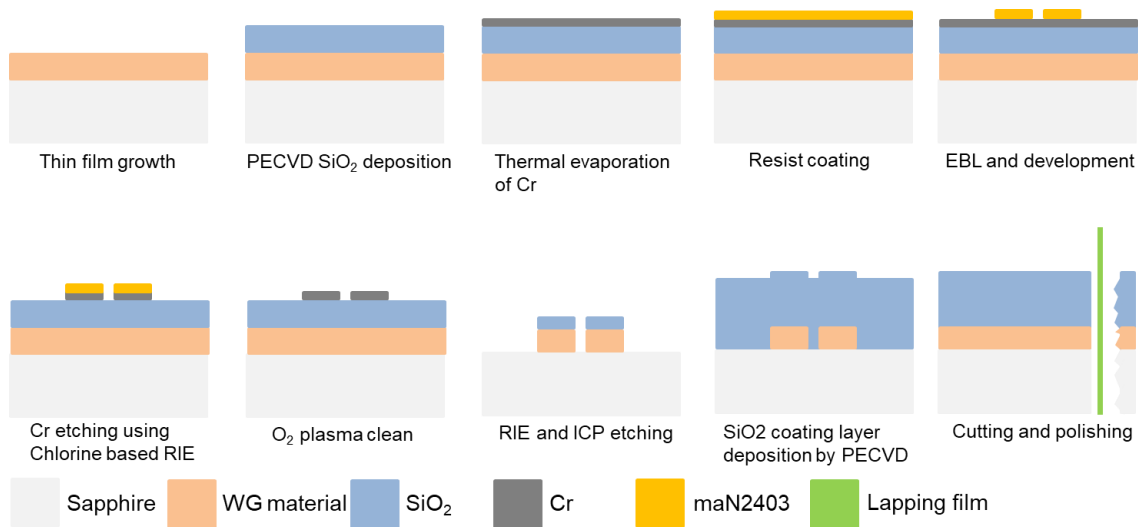 Thin film growth
PECVD SiO₂ deposition
Thermal evaporation
of Cr
Resist coating
EBL and development
Cr etching using
Chlorine based RIE
O₂ plasma clean
RIE and ICP etching
SiO2 coating layer
deposition by PECVD
Cutting and polishing
Sapphire
WG material
SiO₂
Cr
maN2403
Lapping film